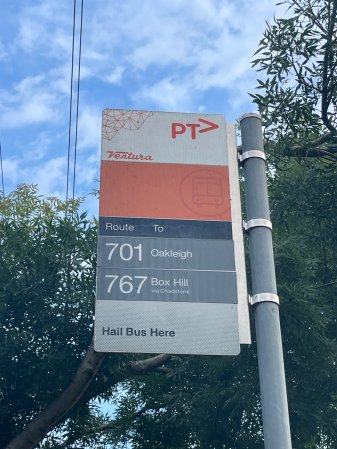 PT>
Ventura
Route To
701 Oakleigh
767 Box Hill
via Chadstone
Hail Bus Here